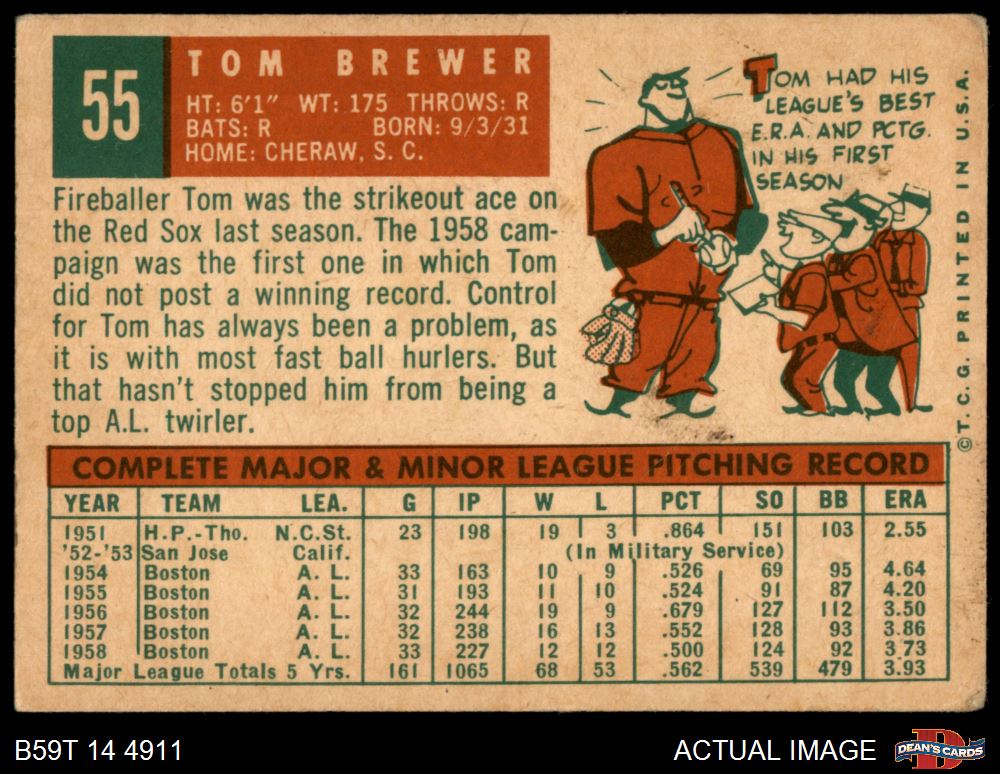 55
TOM BREWER
HT: 6'1" WT: 175 THROWS: R
BATS: R BORN: 9/3/31
HOME: CHERAW, S. C.
Fireballer Tom was the strikeout ace on
the Red Sox last season. The 1958 cam-
paign was the first one in which Tom
did not post a winning record. Control
for Tom has always been a problem, as
it is with most fast ball hurlers. But
that hasn't stopped him from being a
top A.L. twirler.
TOM HAD HIS
LEAGUE'S BEST
E.R.A. AND PCTG.
IN HIS FIRST
SEASON
©T.C.G. PRINTED IN U.S.A.
COMPLETE MAJOR & MINOR LEAGUE PITCHING RECORD
YEAR TEAM LEA. G IP W L PCT SO BB ERA
1951 H.P.-Tho. N.C.St. 23 198 19 3 .864 151 103 2.55
'52-'53 San Jose Calif. (In Military Service)
1954 Boston A. L. 33 163 10 9 .526 69 95 4.64
1955 Boston A. L. 31 193 11 10 .524 91 87 4.20
1956 Boston A. L. 32 244 19 9 .679 127 112 3.50
1957 Boston A. L. 32 238 16 13 .552 128 93 3.86
1958 Boston A. L. 33 227 12 12 .500 124 92 3.73
Major League Totals 5 Yrs. 161 1065 68 53 .562 539 479 3.93
B59T 14 4911
ACTUAL IMAGE
B
DEAN'S CARDS